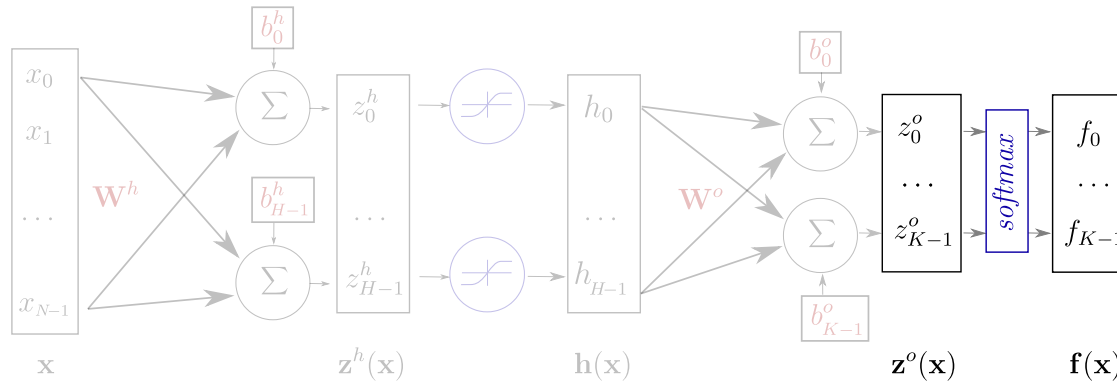 b_0^h
b_0^o
x_0 Σ z_0^h h_0 Σ z_0^o f_0
x_1
W^h b_{H-1}^h W^o softmax
... ... ... ... ...
Σ z_{K-1}^o f_{K-1}
x_{N-1} Σ z_{H-1}^h h_{H-1}
b_{K-1}^o
x z^h(x) h(x) z^o(x) f(x)